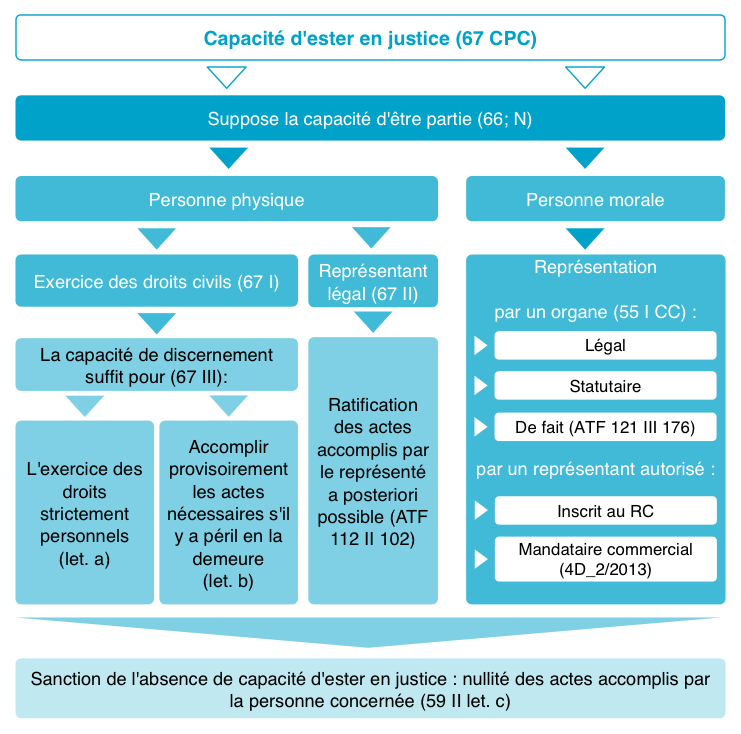 Capacité d'ester en justice (67 CPC)
Suppose la capacité d'être partie (66; N)
Personne physique
Personne morale
Exercice des droits civils (67 I)
Représentant
légal (67 II)
La capacité de discernement
suffit pour (67 III):
L'exercice des
droits
strictement
personnels
(let. a)
Accomplir
provisoirement
les actes
nécessaires s'il
y a péril en la
demeure
(let. b)
Ratification
des actes
accomplis par
le représenté
a posteriori
possible (ATF
112 II 102)
Représentation
par un organe (55 I CC) :
Légal
Statutaire
De fait (ATF 121 III 176)
par un représentant autorisé :
Inscrit au RC
Mandataire commercial
(4D_2/2013)
Sanction de l'absence de capacité d'ester en justice : nullité des actes accomplis par
la personne concernée (59 II let. c)